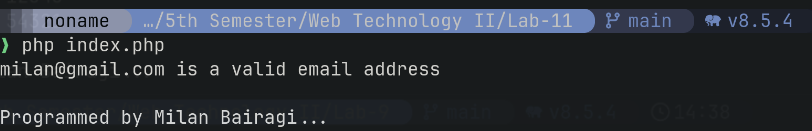 noname …/5th Semester/Web Technology II/Lab-11 main v8.5.4
❯ php index.php
milan@gmail.com is a valid email address
Programmed by Milan Bairagi...